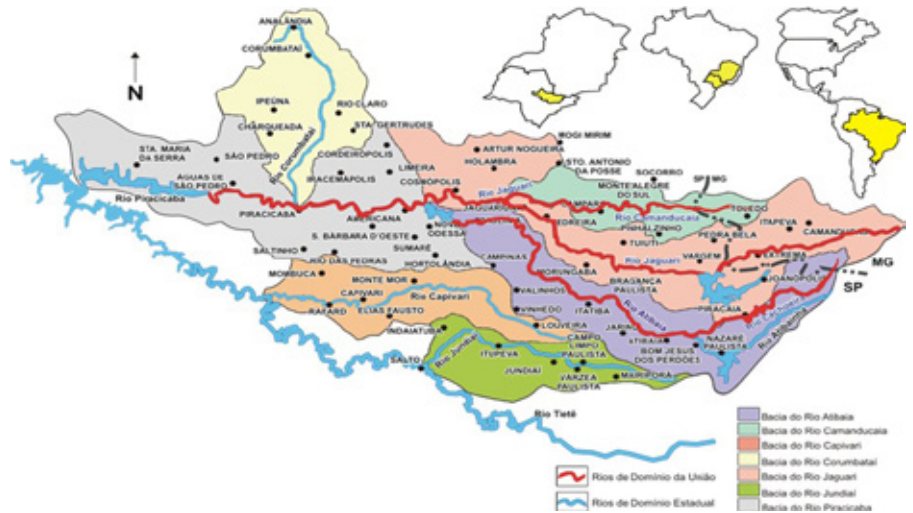 ANALÂNDIA
CORUMBATAÍ
N
IPEÚNA
RIO CLARO
CHARQUEADA
STA. GERTRUDES
Rio Corumbataí
CORDEIRÓPOLIS
STA. MARIA
DA SERRA
SÃO PEDRO
ÁGUAS DE
SÃO PEDRO
Rio Piracicaba
IRACEMÁPOLIS
LIMEIRA
PIRACICABA
MOGI MIRIM
ARTUR NOGUEIRA
HOLAMBRA
STO. ANTONIO
DA POSSE
COSMÓPOLIS
Rio Jaguari
SOCORRO
SP/MG
MONTE ALEGRE
DO SUL
AMPARO
TOLEDO
JAGUARIÚNA
PEDREIRA
Rio Camanducaia
PINHALZINHO
PEDRA BELA
ITAPEVA
CAMANDUCAIA
AMERICANA
NOVA
ODESSA
S. BÁRBARA D'OESTE
SUMARÉ
HORTOLÂNDIA
SALTINHO
RIO DAS PEDRAS
TUIUTI
VARGEM
EXTREMA
MG
SP
CAMPINAS
MORUNGABA
Rio Jaguari
BRAGANÇA
PAULISTA
JOANÓPOLIS
MOMBUCA
MONTE MOR
CAPIVARI
Rio Capivari
RAFARD
ELIAS FAUSTO
VALINHOS
VINHEDO
ITATIBA
Rio Atibaia
PIRACAIA
Rio Cachoeira
Rio Atibainha
LOUVEIRA
JARINU
ATIBAIA
NAZARÉ
PAULISTA
BOM JESUS
DOS PERDÕES
INDAIATUBA
CAMPO
LIMPO
PAULISTA
SALTO
Rio Jundiaí
ITUPEVA
JUNDIAÍ
VÁRZEA
PAULISTA
MAIRIPORÃ
Rio Tietê
Rios de Domínio da União
Rios de Domínio Estadual
Bacia do Rio Atibaia
Bacia do Rio Camanducaia
Bacia do Rio Capivari
Bacia do Rio Corumbataí
Bacia do Rio Jaguari
Bacia do Rio Jundiaí
Bacia do Rio Piracicaba